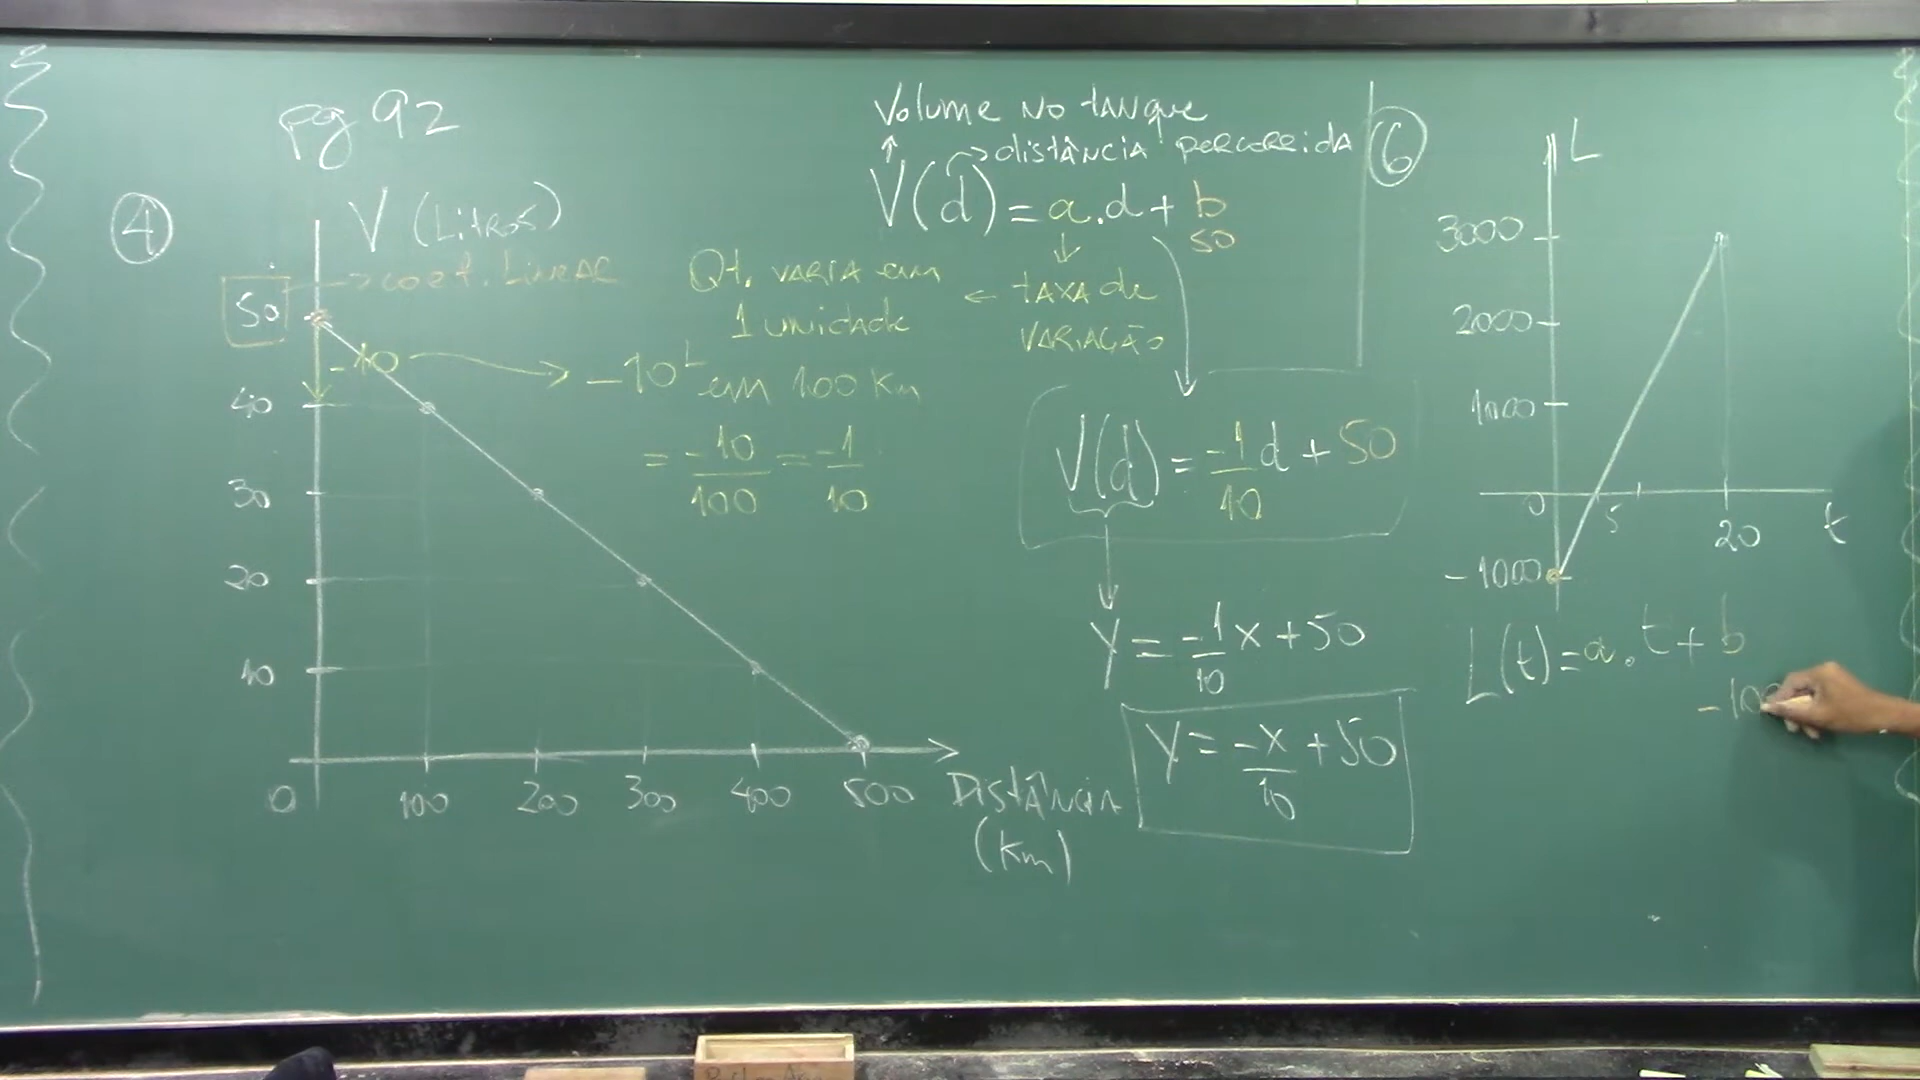 pg 92
4
V (Litros)
50 → coef. Linear
-10 → -10 L em 100 Km
= -10/100 = -1/10
40
30
20
10
0 100 200 300 400 500 Distância
(Km)
Volume no tanque
↑ → distância percorrida
V(d) = a.d + b
50
↓
Qt. varia em ← taxa de
1 unidade variação
V(d) = -1/10 d + 50
Y = -1/10 x + 50
Y = -x/10 + 50
6
L
3000
2000
1000
0 5 20 t
-1000
L(t) = a.t + b